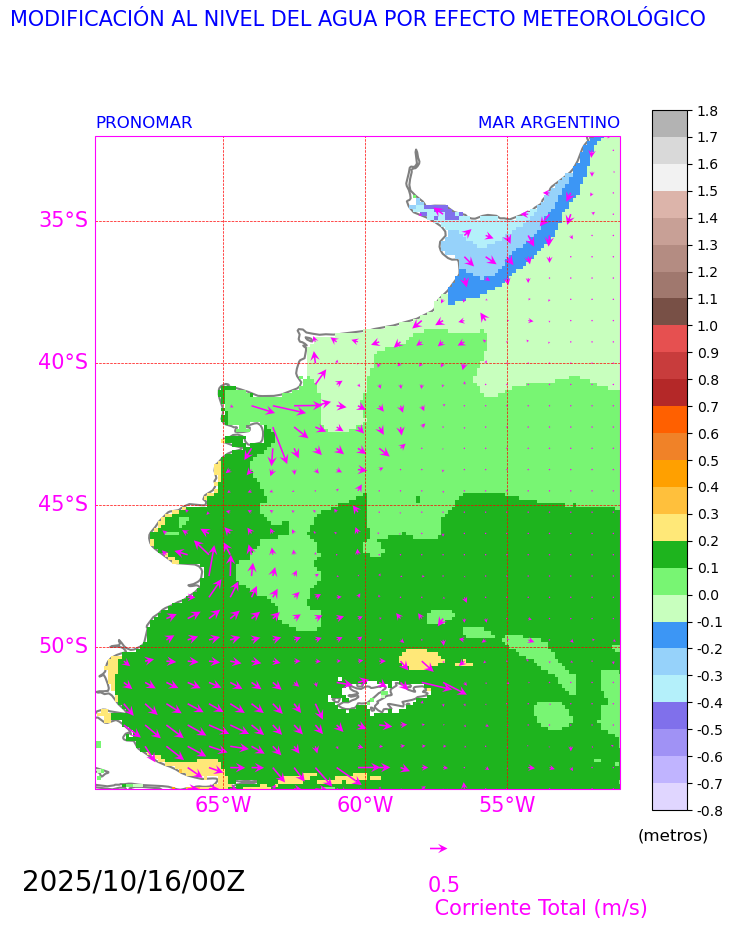 MODIFICACIÓN AL NIVEL DEL AGUA POR EFECTO METEOROLÓGICO
PRONOMAR
MAR ARGENTINO
35°S
40°S
45°S
50°S
65°W
60°W
55°W
1.8
1.7
1.6
1.5
1.4
1.3
1.2
1.1
1.0
0.9
0.8
0.7
0.6
0.5
0.4
0.3
0.2
0.1
0.0
-0.1
-0.2
-0.3
-0.4
-0.5
-0.6
-0.7
-0.8
(metros)
0.5
Corriente Total (m/s)
2025/10/16/00Z